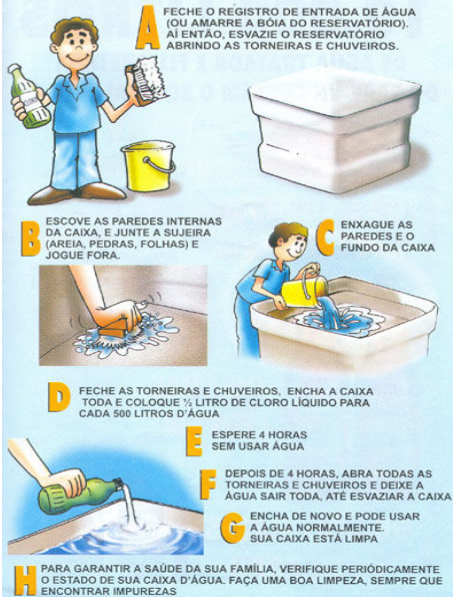 A FECHE O REGISTRO DE ENTRADA DE ÁGUA
(OU AMARRE A BÓIA DO RESERVATÓRIO).
AÍ ENTÃO, ESVAZIE O RESERVATÓRIO
ABRINDO AS TORNEIRAS E CHUVEIROS.
B ESCOVE AS PAREDES INTERNAS
DA CAIXA, E JUNTE A SUJEIRA
(AREIA, PEDRAS, FOLHAS) E
JOGUE FORA.
C ENXAGUE AS
PAREDES E O
FUNDO DA CAIXA
D FECHE AS TORNEIRAS E CHUVEIROS, ENCHA A CAIXA
TODA E COLOQUE ½ LITRO DE CLORO LÍQUIDO PARA
CADA 500 LITROS D'ÁGUA
E ESPERE 4 HORAS
SEM USAR ÁGUA
F DEPOIS DE 4 HORAS, ABRA TODAS AS
TORNEIRAS E CHUVEIROS E DEIXE A
ÁGUA SAIR TODA, ATÉ ESVAZIAR A CAIXA
G ENCHA DE NOVO E PODE USAR
A ÁGUA NORMALMENTE.
SUA CAIXA ESTÁ LIMPA
H PARA GARANTIR A SAÚDE DA SUA FAMÍLIA, VERIFIQUE PERIÓDICAMENTE
O ESTADO DE SUA CAIXA D'ÁGUA. FAÇA UMA BOA LIMPEZA, SEMPRE QUE
ENCONTRAR IMPUREZAS